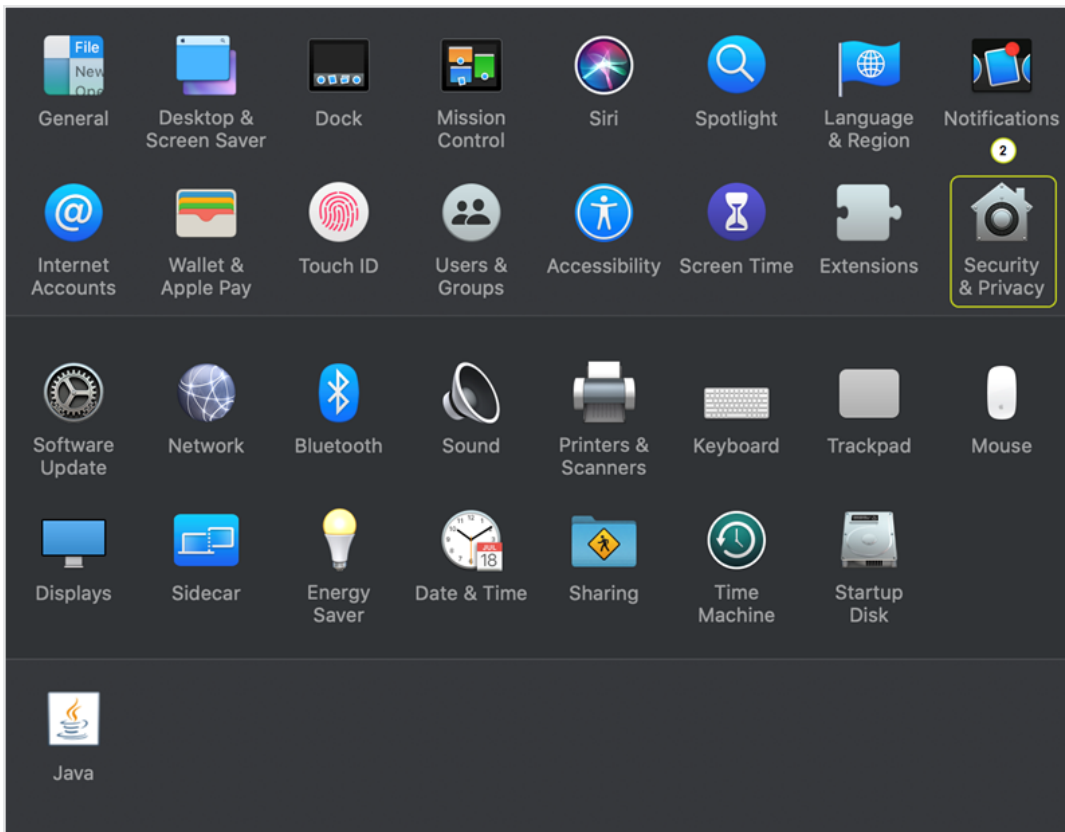 File
New
Ope
General
Desktop &
Screen Saver
Dock
Mission
Control
Siri
Spotlight
Language
& Region
Notifications
2
Internet
Accounts
Wallet &
Apple Pay
Touch ID
Users &
Groups
Accessibility
Screen Time
Extensions
Security
& Privacy
Software
Update
Network
Bluetooth
Sound
Printers &
Scanners
Keyboard
Trackpad
Mouse
Displays
Sidecar
JUL
18
Energy
Saver
Date & Time
Sharing
Time
Machine
Startup
Disk
Java